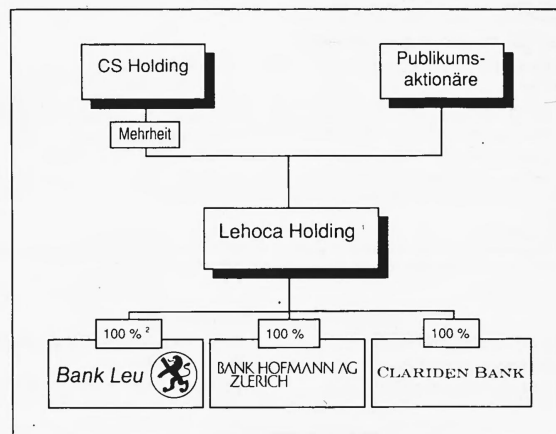 CS Holding
Publikums-
aktionäre
Mehrheit
Lehoca Holding ¹
100 % ²
100 %
100 %
Bank Leu
BANK HOFMANN AG
ZUERICH
CLARIDEN BANK